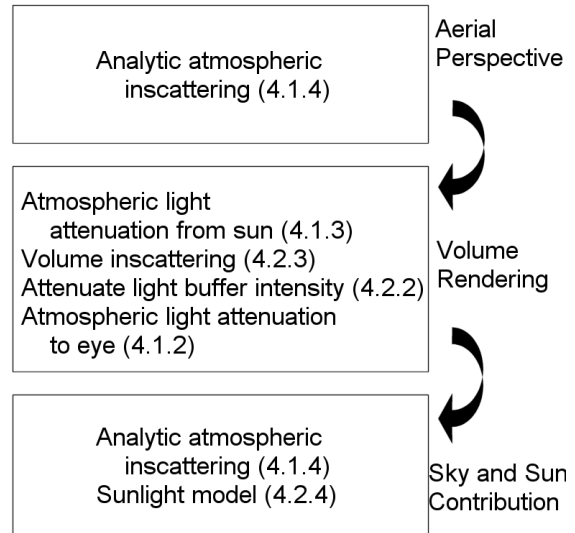 Analytic atmospheric
inscattering (4.1.4)
Aerial
Perspective
Atmospheric light
attenuation from sun (4.1.3)
Volume inscattering (4.2.3)
Attenuate light buffer intensity (4.2.2)
Atmospheric light attenuation
to eye (4.1.2)
Volume
Rendering
Analytic atmospheric
inscattering (4.1.4)
Sunlight model (4.2.4)
Sky and Sun
Contribution